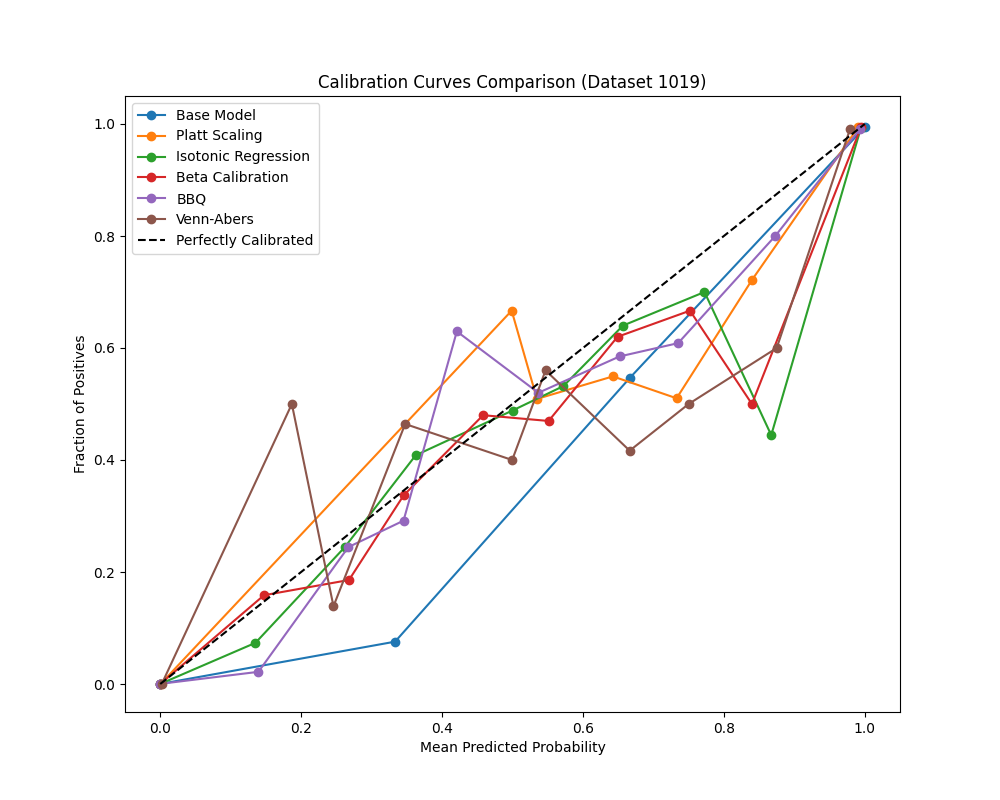 Calibration Curves Comparison (Dataset 1019)
Base Model
Platt Scaling
Isotonic Regression
Beta Calibration
BBQ
Venn-Abers
Perfectly Calibrated
Fraction of Positives
1.0
0.8
0.6
0.4
0.2
0.0
0.0 0.2 0.4 0.6 0.8 1.0
Mean Predicted Probability